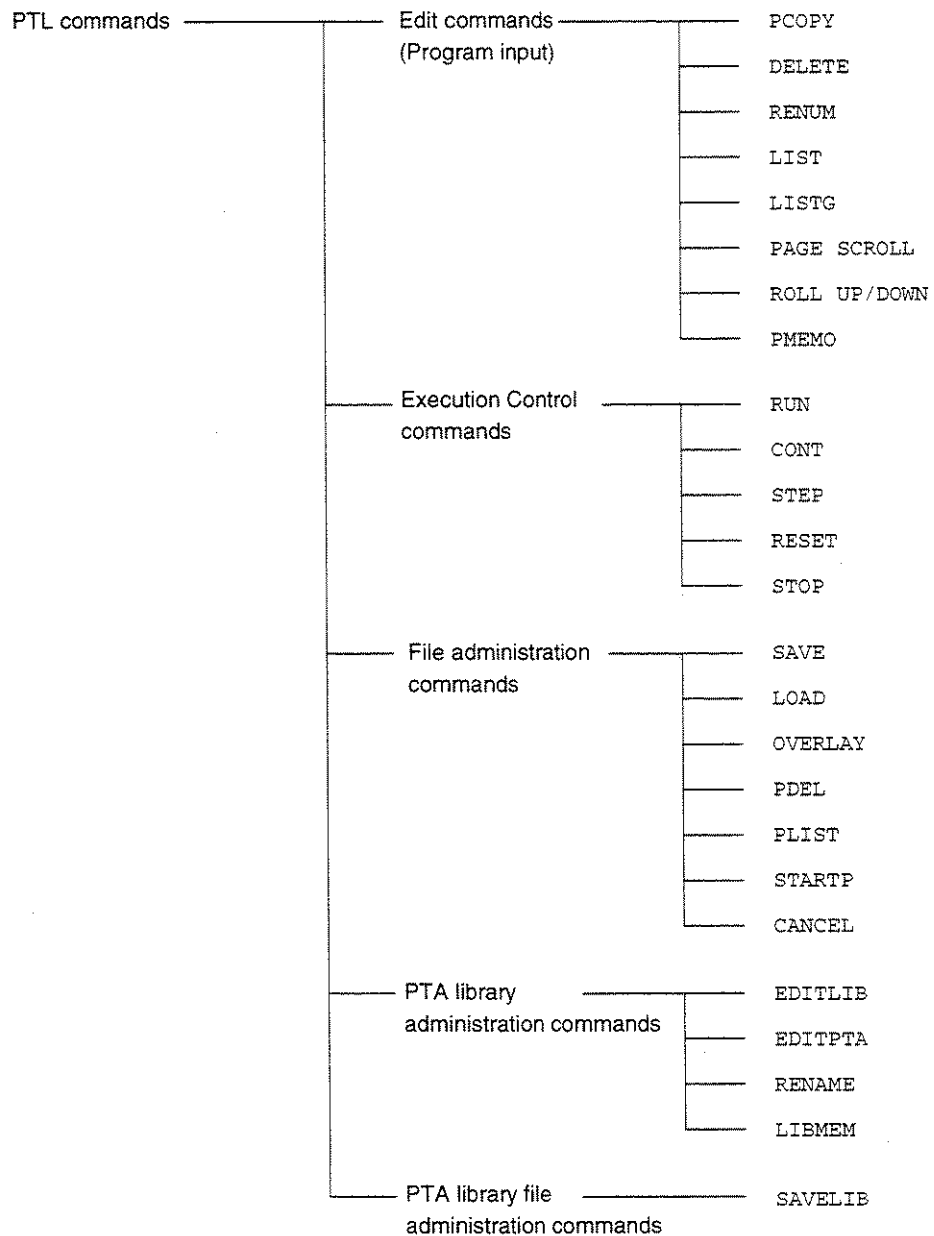 PTL commands
Edit commands
(Program input)
PCOPY
DELETE
RENUM
LIST
LISTG
PAGE SCROLL
ROLL UP/DOWN
PMEMO
Execution Control
commands
RUN
CONT
STEP
RESET
STOP
File administration
commands
SAVE
LOAD
OVERLAY
PDEL
PLIST
STARTP
CANCEL
PTA library
administration commands
EDITLIB
EDITPTA
RENAME
LIBMEM
PTA library file
administration commands
SAVELIB